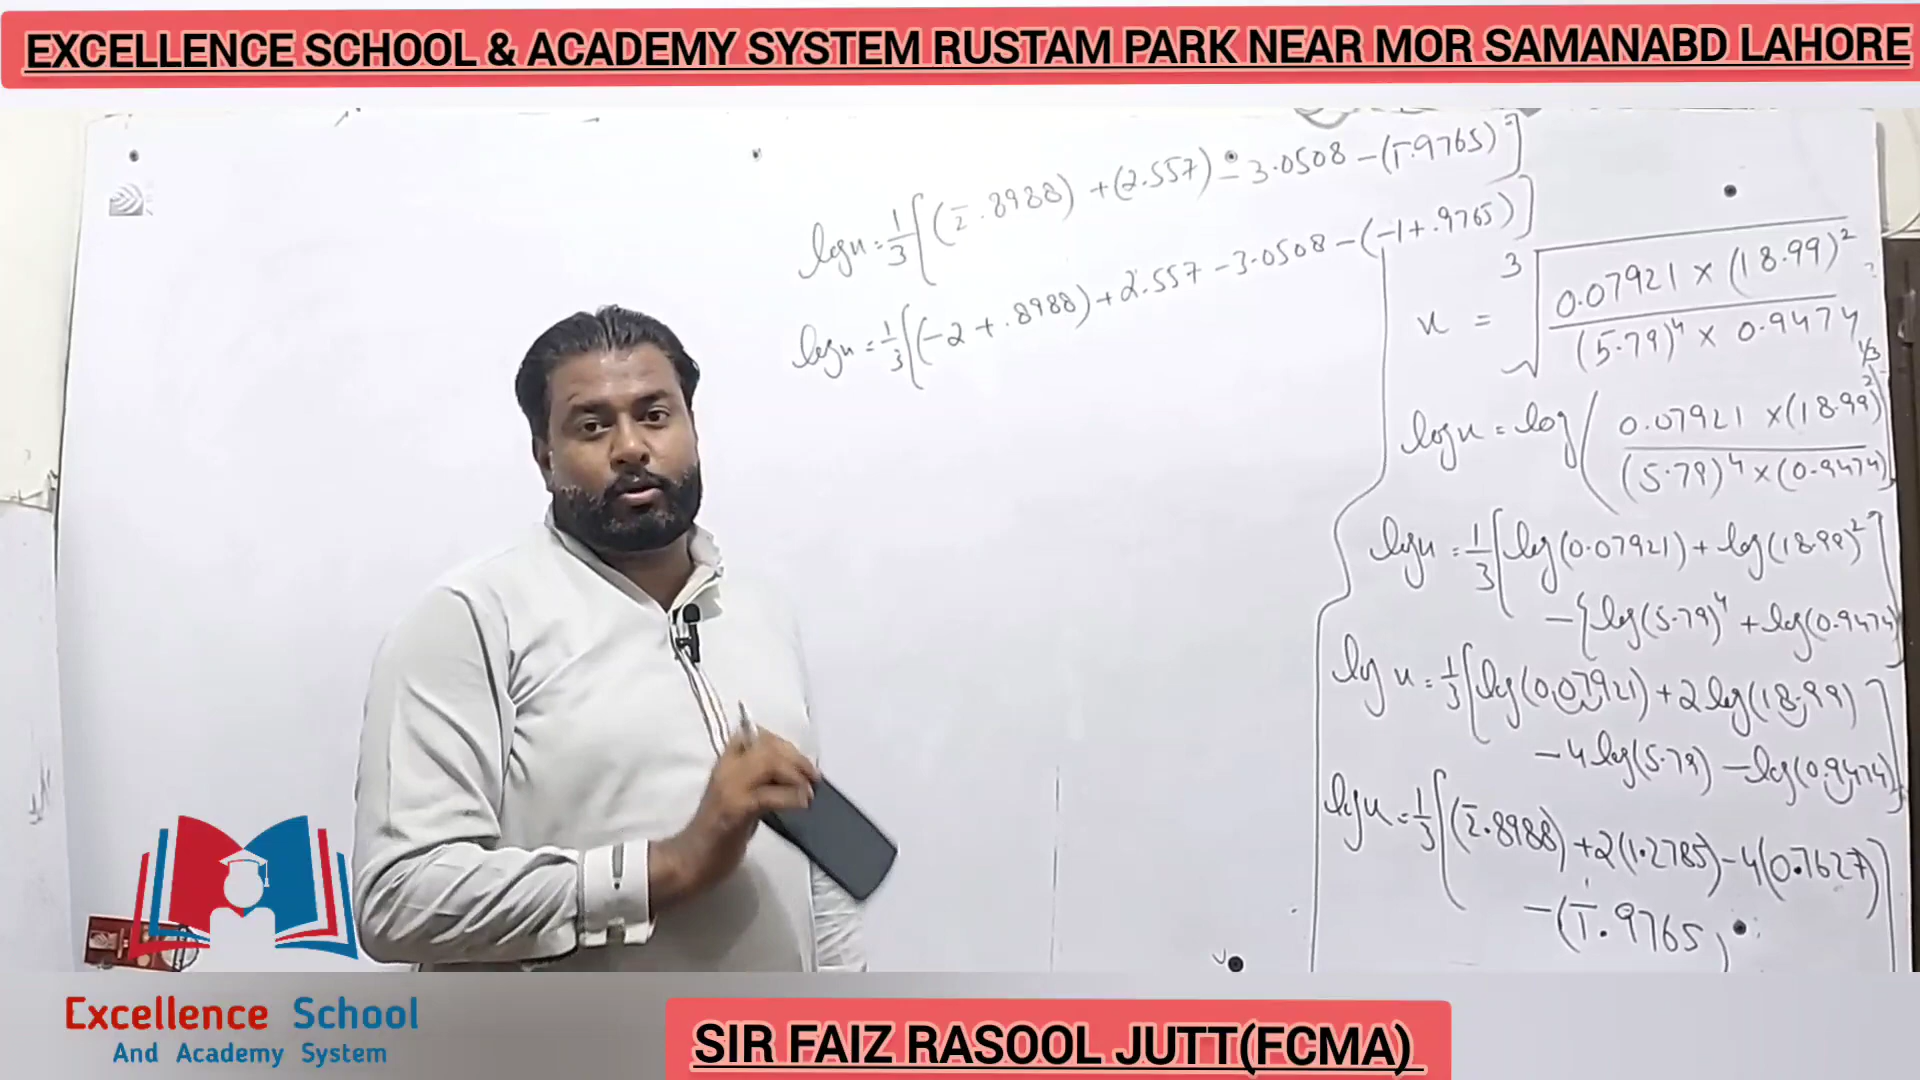 EXCELLENCE SCHOOL & ACADEMY SYSTEM RUSTAM PARK NEAR MOR SAMANABD LAHORE
log x = 1/3 [(2̄.8988) + (2.557) - 3.0508 - (1̄.9765)]
log x = 1/3 [(-2 + .8988) + 2.557 - 3.0508 - (-1 + .9765)]
x = ∛(0.07921 × (18.99)² / (5.79)⁴ × 0.9474)
log x = log (0.07921 × (18.99)² / (5.79)⁴ × (0.9474))^1/3
log x = 1/3 [log(0.07921) + log(18.99)²]
- {log(5.79)⁴ + log(0.9474)
log x = 1/3 [log(0.07921) + 2 log(18.99)
- 4 log(5.79) - log(0.9474)]
log x = 1/3 [(2̄.8988) + 2(1.2785) - 4(0.7627)
- (1̄.9765)]
Excellence School
And Academy System
SIR FAIZ RASOOL JUTT(FCMA)